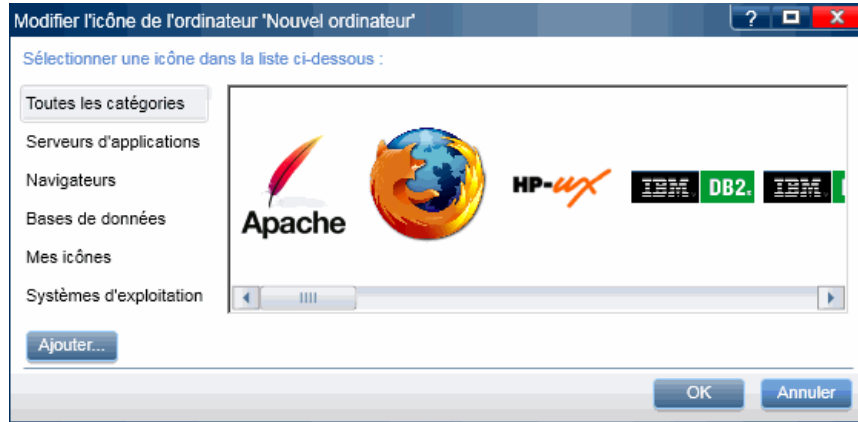 Modifier l'icône de l'ordinateur 'Nouvel ordinateur'
?
X
Sélectionner une icône dans la liste ci-dessous :
Toutes les catégories
Serveurs d'applications
Navigateurs
Bases de données
Mes icônes
Systèmes d'exploitation
Apache
HP-ux
IBM. DB2.
IBM.
Ajouter...
OK
Annuler